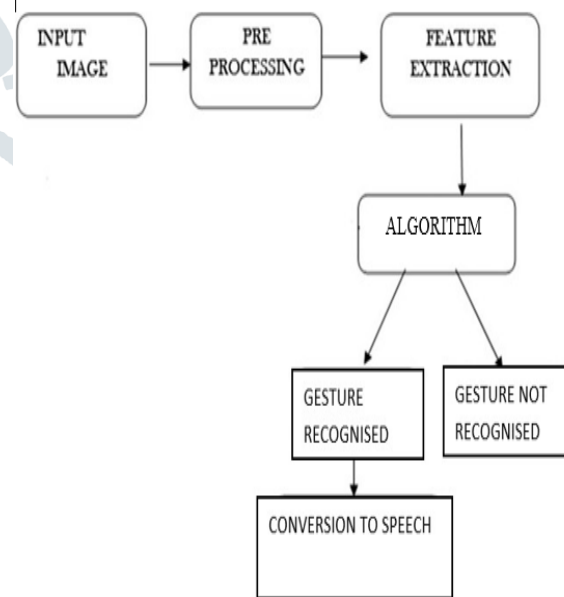 INPUT
IMAGE
PRE
PROCESSING
FEATURE
EXTRACTION
ALGORITHM
GESTURE
RECOGNISED
GESTURE NOT
RECOGNISED
CONVERSION TO SPEECH